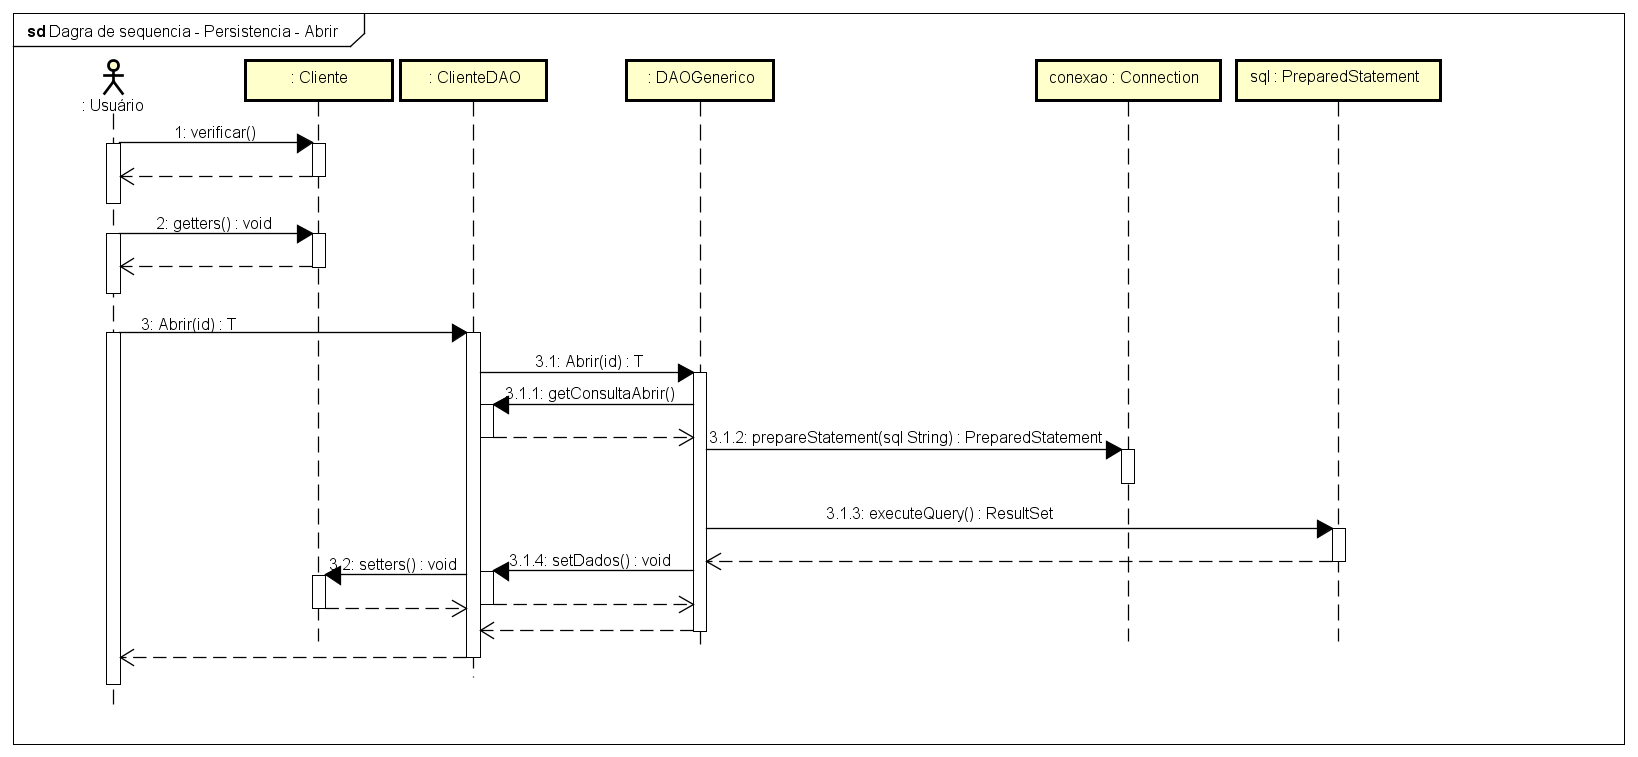 sd Dagra de sequencia - Persistencia - Abrir
: Usuário
: Cliente
: ClienteDAO
: DAOGenerico
conexao : Connection
sql : PreparedStatement
1: verificar()
2: getters() : void
3: Abrir(id) : T
3.1: Abrir(id) : T
3.1.1: getConsultaAbrir()
3.1.2: prepareStatement(sql String) : PreparedStatement
3.1.3: executeQuery() : ResultSet
3.1.4: setDados() : void
3.2: setters() : void